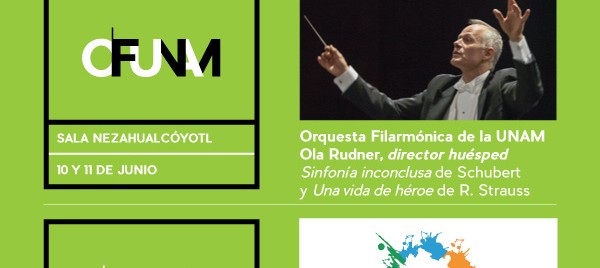 OFUNAM
SALA NEZAHUALCÓYOTL
10 Y 11 DE JUNIO
Orquesta Filarmónica de la UNAM
Ola Rudner, director huésped
Sinfonía inconclusa de Schubert
y Una vida de héroe de R. Strauss